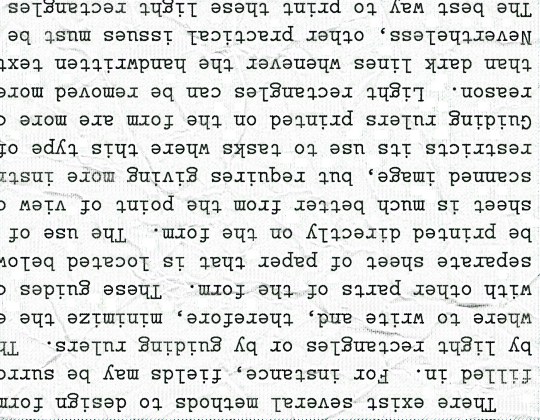 There exist several methods to design form
filled in. For instance, fields may be surro
by light rectangles or by guiding rulers. Th
where to write and, therefore, minimize the e
with other parts of the form. These guides c
separate sheet of paper that is located below
be printed directly on the form. The use of
sheet is much better from the point of view o
scanned image, but requires giving more instr
restricts its use to tasks where this type of
Guiding rulers printed on the form are more c
reason. Light rectangles can be removed more
than dark lines whenever the handwritten text
Nevertheless, other practical issues must be
The best way to print these light rectangles